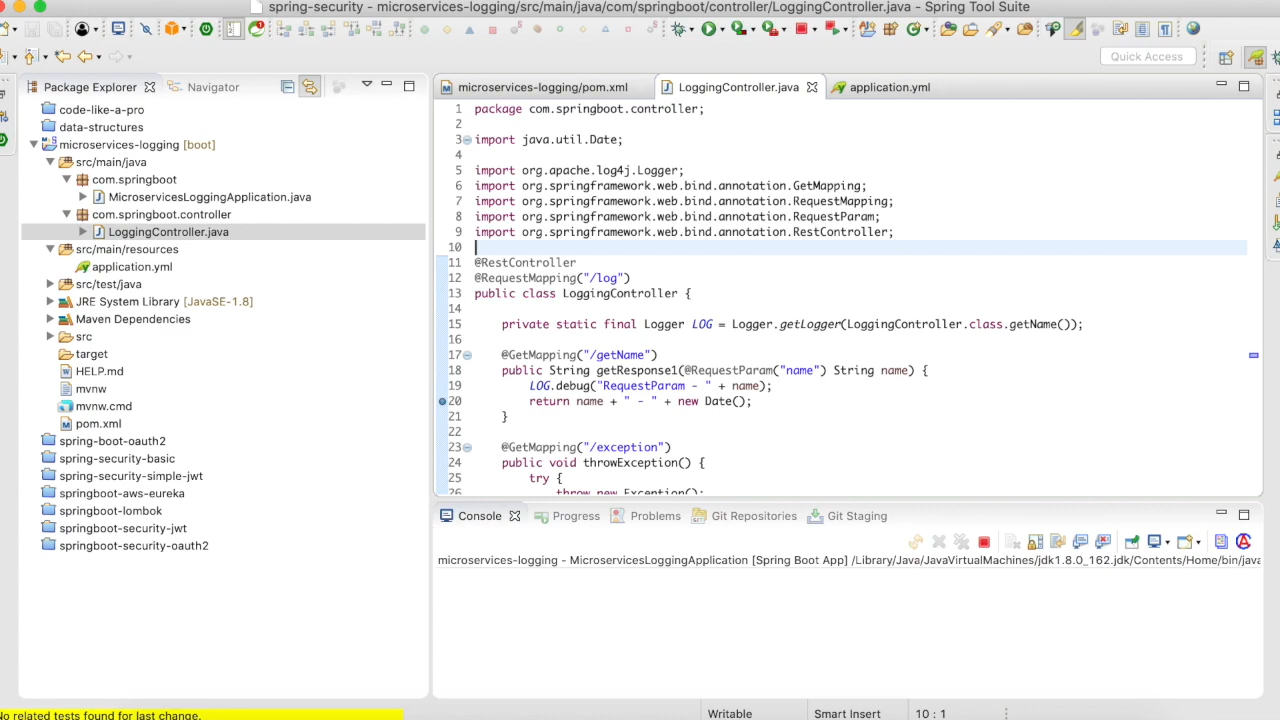 spring-security - microservices-logging/src/main/java/com/springboot/controller/LoggingController.java - Spring Tool Suite
Quick Access
Package Explorer
Navigator
code-like-a-pro
data-structures
microservices-logging [boot]
src/main/java
com.springboot
MicroservicesLoggingApplication.java
com.springboot.controller
LoggingController.java
src/main/resources
application.yml
src/test/java
JRE System Library [JavaSE-1.8]
Maven Dependencies
src
target
HELP.md
mvnw
mvnw.cmd
pom.xml
spring-boot-oauth2
spring-security-basic
spring-security-simple-jwt
springboot-aws-eureka
springboot-lombok
springboot-security-jwt
springboot-security-oauth2
microservices-logging/pom.xml
LoggingController.java
application.yml
1 package com.springboot.controller;
2
3 import java.util.Date;
4
5 import org.apache.log4j.Logger;
6 import org.springframework.web.bind.annotation.GetMapping;
7 import org.springframework.web.bind.annotation.RequestMapping;
8 import org.springframework.web.bind.annotation.RequestParam;
9 import org.springframework.web.bind.annotation.RestController;
10
11 @RestController
12 @RequestMapping("/log")
13 public class LoggingController {
14
15 private static final Logger LOG = Logger.getLogger(LoggingController.class.getName());
16
17 @GetMapping("/getName")
18 public String getResponse1(@RequestParam("name") String name) {
19 LOG.debug("RequestParam - " + name);
20 return name + " - " + new Date();
21 }
22
23 @GetMapping("/exception")
24 public void throwException() {
25 try {
26 throw new Exception();
Console
Progress
Problems
Git Repositories
Git Staging
microservices-logging - MicroservicesLoggingApplication [Spring Boot App] /Library/Java/JavaVirtualMachines/jdk1.8.0_162.jdk/Contents/Home/bin/java
No related tests found for last change.
Writable
Smart Insert
10 : 1